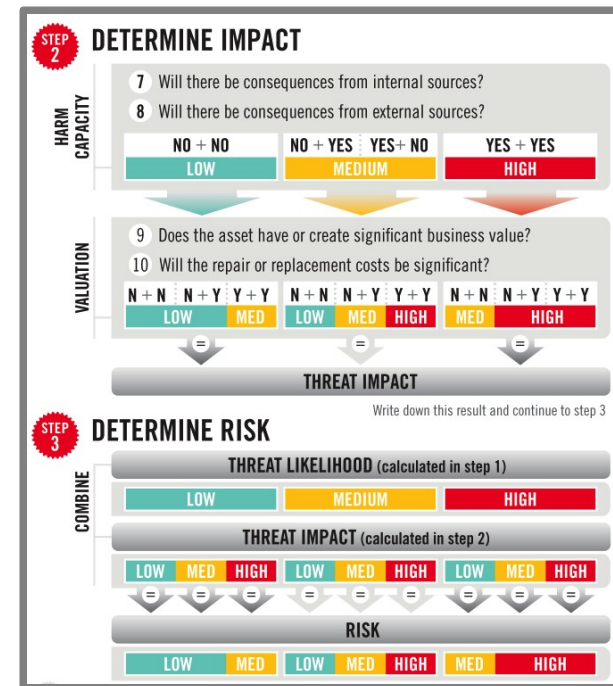 STEP 2 DETERMINE IMPACT
HARM CAPACITY
7 Will there be consequences from internal sources?
8 Will there be consequences from external sources?
NO + NO NO + YES YES+ NO YES + YES
LOW MEDIUM HIGH
VALUATION
9 Does the asset have or create significant business value?
10 Will the repair or replacement costs be significant?
N + N N + Y Y + Y N + N N + Y Y + Y N + N N + Y Y + Y
LOW MED LOW MED HIGH MED HIGH
= = =
THREAT IMPACT
Write down this result and continue to step 3
STEP 3 DETERMINE RISK
COMBINE
THREAT LIKELIHOOD (calculated in step 1)
LOW MEDIUM HIGH
THREAT IMPACT (calculated in step 2)
LOW MED HIGH LOW MED HIGH LOW MED HIGH
= = = = = = = = =
RISK
LOW MED LOW MED HIGH MED HIGH